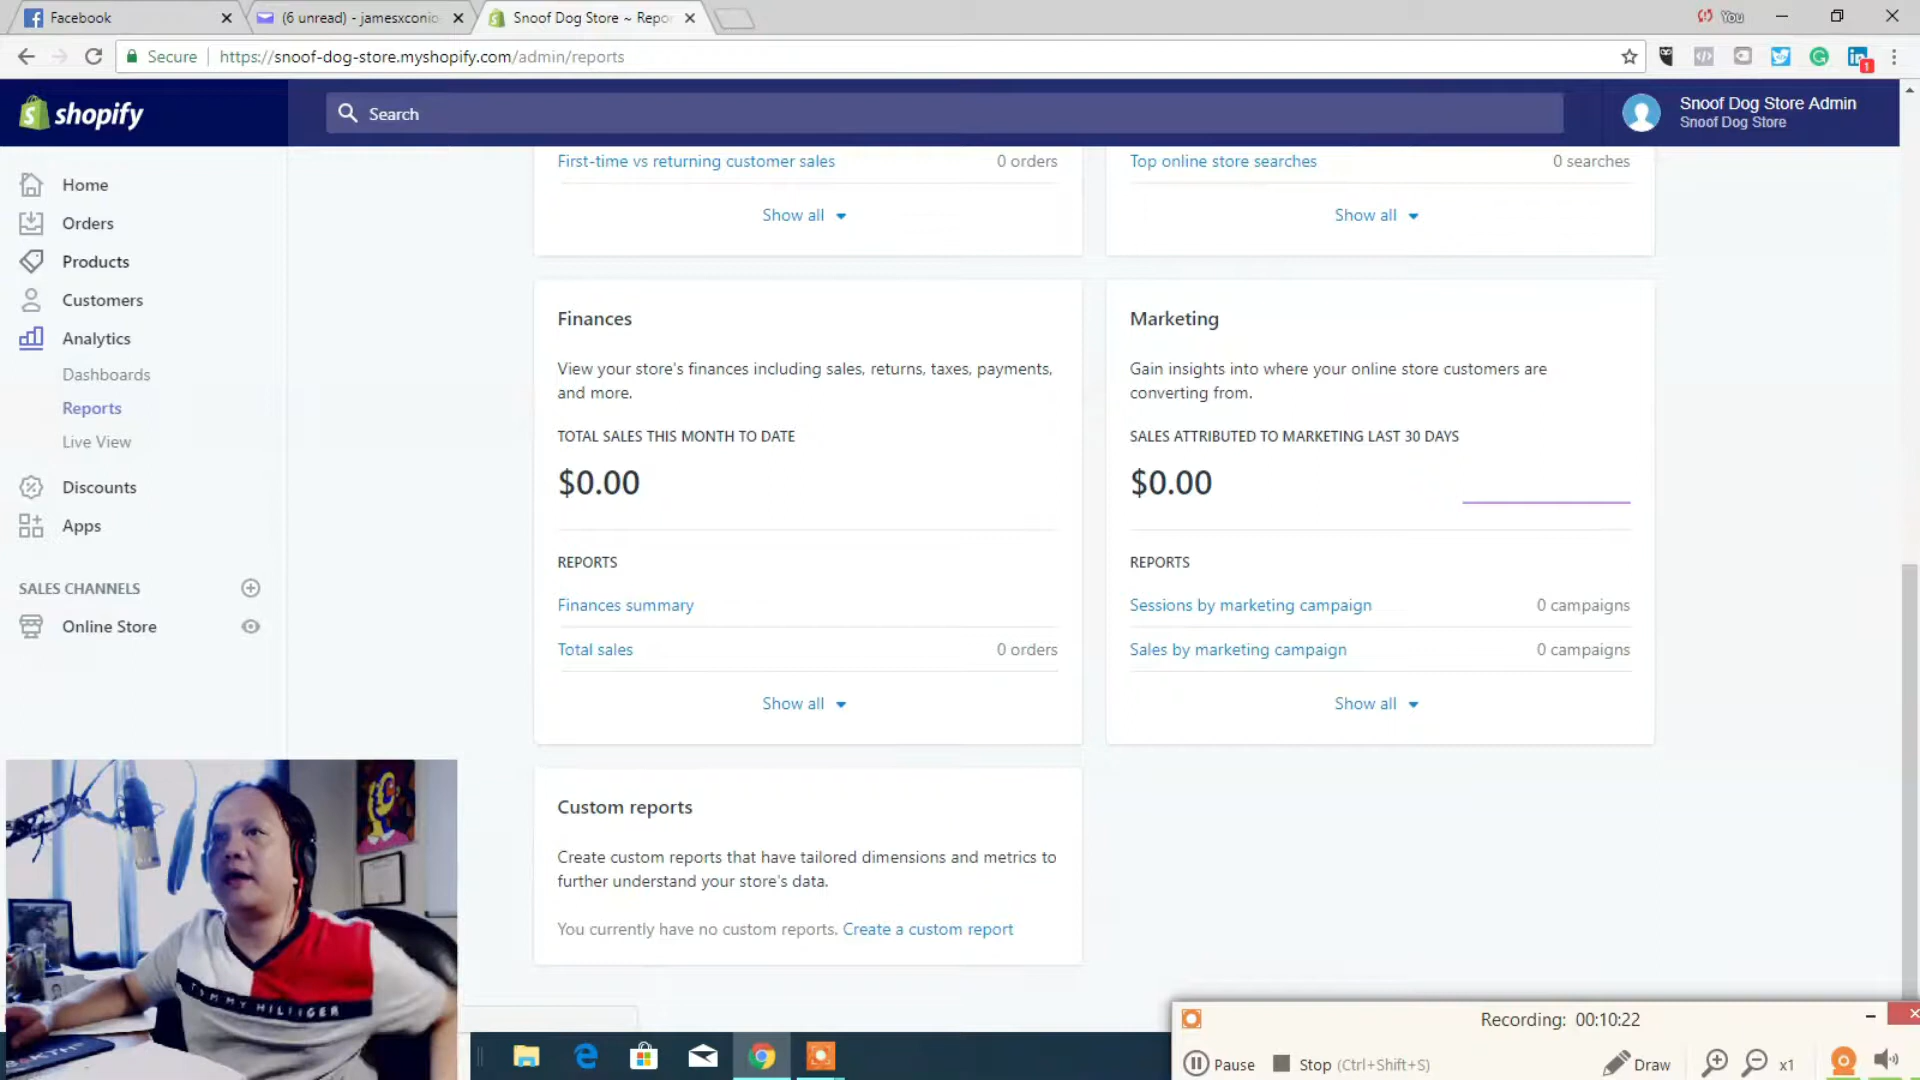 Facebook
(6 unread) - jamesxconio
Snoof Dog Store ~ Repo
You
Secure
https://snoof-dog-store.myshopify.com/admin/reports
1
shopify
Search
Snoof Dog Store Admin
Snoof Dog Store
Home
Orders
Products
Customers
Analytics
Dashboards
Reports
Live View
Discounts
Apps
SALES CHANNELS
Online Store
First-time vs returning customer sales
0 orders
Show all
Top online store searches
0 searches
Show all
Finances
View your store's finances including sales, returns, taxes, payments,
and more.
TOTAL SALES THIS MONTH TO DATE
$0.00
REPORTS
Finances summary
Total sales
0 orders
Show all
Marketing
Gain insights into where your online store customers are
converting from.
SALES ATTRIBUTED TO MARKETING LAST 30 DAYS
$0.00
REPORTS
Sessions by marketing campaign
0 campaigns
Sales by marketing campaign
0 campaigns
Show all
Custom reports
Create custom reports that have tailored dimensions and metrics to
further understand your store's data.
You currently have no custom reports. Create a custom report
TOMMY HILFIGER
Recording: 00:10:22
Pause
Stop (Ctrl+Shift+S)
Draw
x1